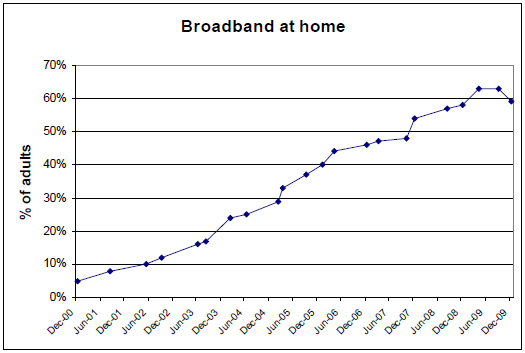 Broadband at home
% of adults
70%
60%
50%
40%
30%
20%
10%
0%
Dec-00
Jun-01
Dec-01
Jun-02
Dec-02
Jun-03
Dec-03
Jun-04
Dec-04
Jun-05
Dec-05
Jun-06
Dec-06
Jun-07
Dec-07
Jun-08
Dec-08
Jun-09
Dec-09